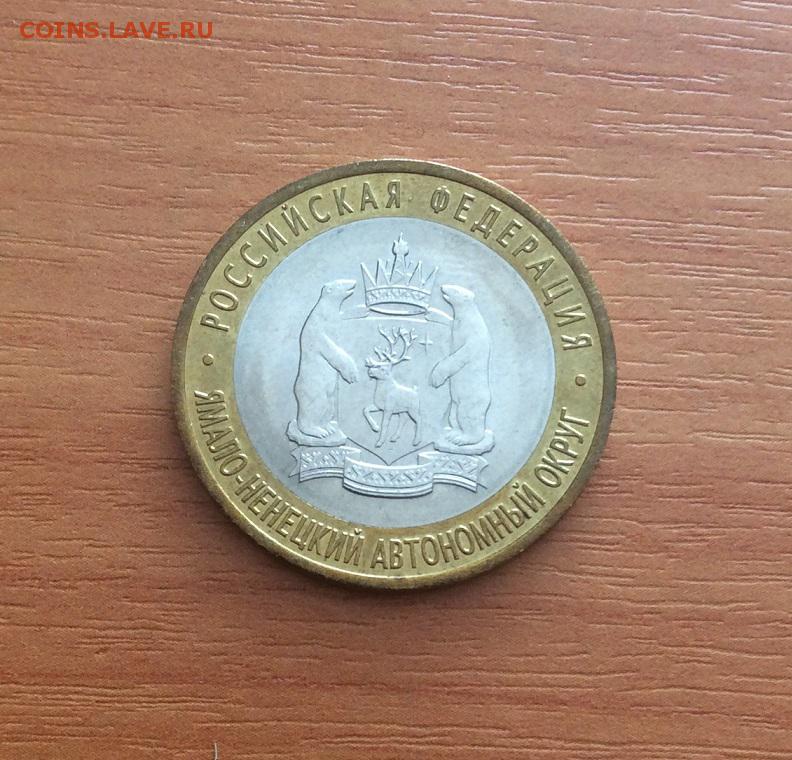 COINS.LAVE.RU
РОССИЙСКАЯ ФЕДЕРАЦИЯ
ЯМАЛО-НЕНЕЦКИЙ АВТОНОМНЫЙ ОКРУГ